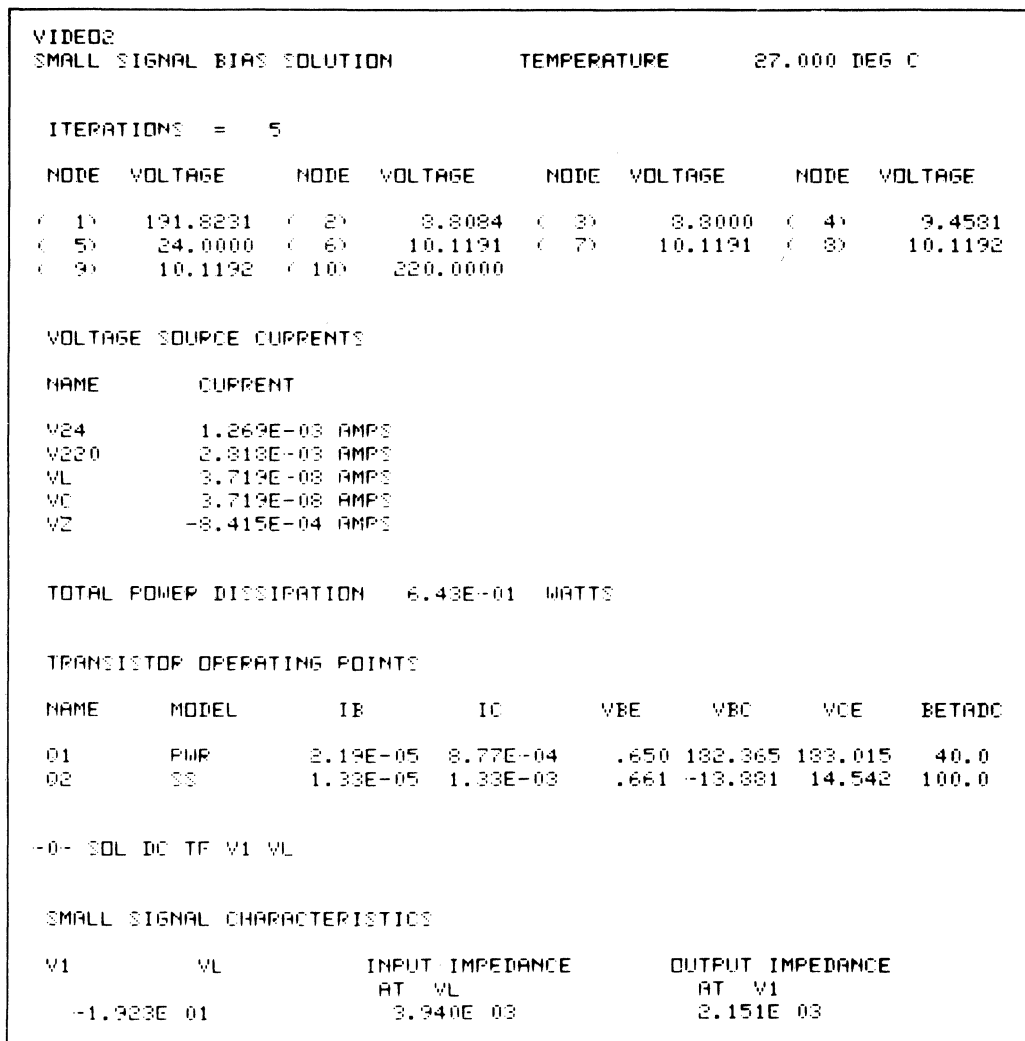 VIDEO2
SMALL SIGNAL BIAS SOLUTION TEMPERATURE 27.000 DEG C
ITERATIONS = 5
NODE VOLTAGE NODE VOLTAGE NODE VOLTAGE NODE VOLTAGE
( 1) 191.8231 ( 2) 8.8084 ( 3) 8.8000 ( 4) 9.4581
( 5) 24.0000 ( 6) 10.1191 ( 7) 10.1191 ( 8) 10.1192
( 9) 10.1192 ( 10) 220.0000
VOLTAGE SOURCE CURRENTS
NAME CURRENT
V24 1.269E-03 AMPS
V220 2.818E-03 AMPS
VL 3.719E-08 AMPS
VC 3.719E-08 AMPS
VZ -8.415E-04 AMPS
TOTAL POWER DISSIPATION 6.43E-01 WATTS
TRANSISTOR OPERATING POINTS
NAME MODEL IB IC VBE VBC VCE BETADC
Q1 PWR 2.19E-05 8.77E-04 .650 182.365 183.015 40.0
Q2 SS 1.33E-05 1.33E-03 .661 -13.881 14.542 100.0
-0- SOL DC TF V1 VL
SMALL SIGNAL CHARACTERISTICS
V1 VL INPUT IMPEDANCE OUTPUT IMPEDANCE
AT VL AT V1
-1.923E 01 3.940E 03 2.151E 03